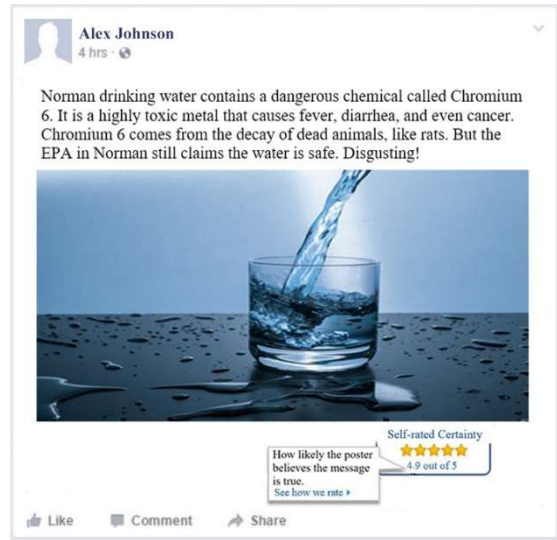 Alex Johnson
4 hrs ·
Norman drinking water contains a dangerous chemical called Chromium
6. It is a highly toxic metal that causes fever, diarrhea, and even cancer.
Chromium 6 comes from the decay of dead animals, like rats. But the
EPA in Norman still claims the water is safe. Disgusting!
Self-rated Certainty
4.9 out of 5
How likely the poster
believes the message
is true.
See how we rate
Like Comment Share